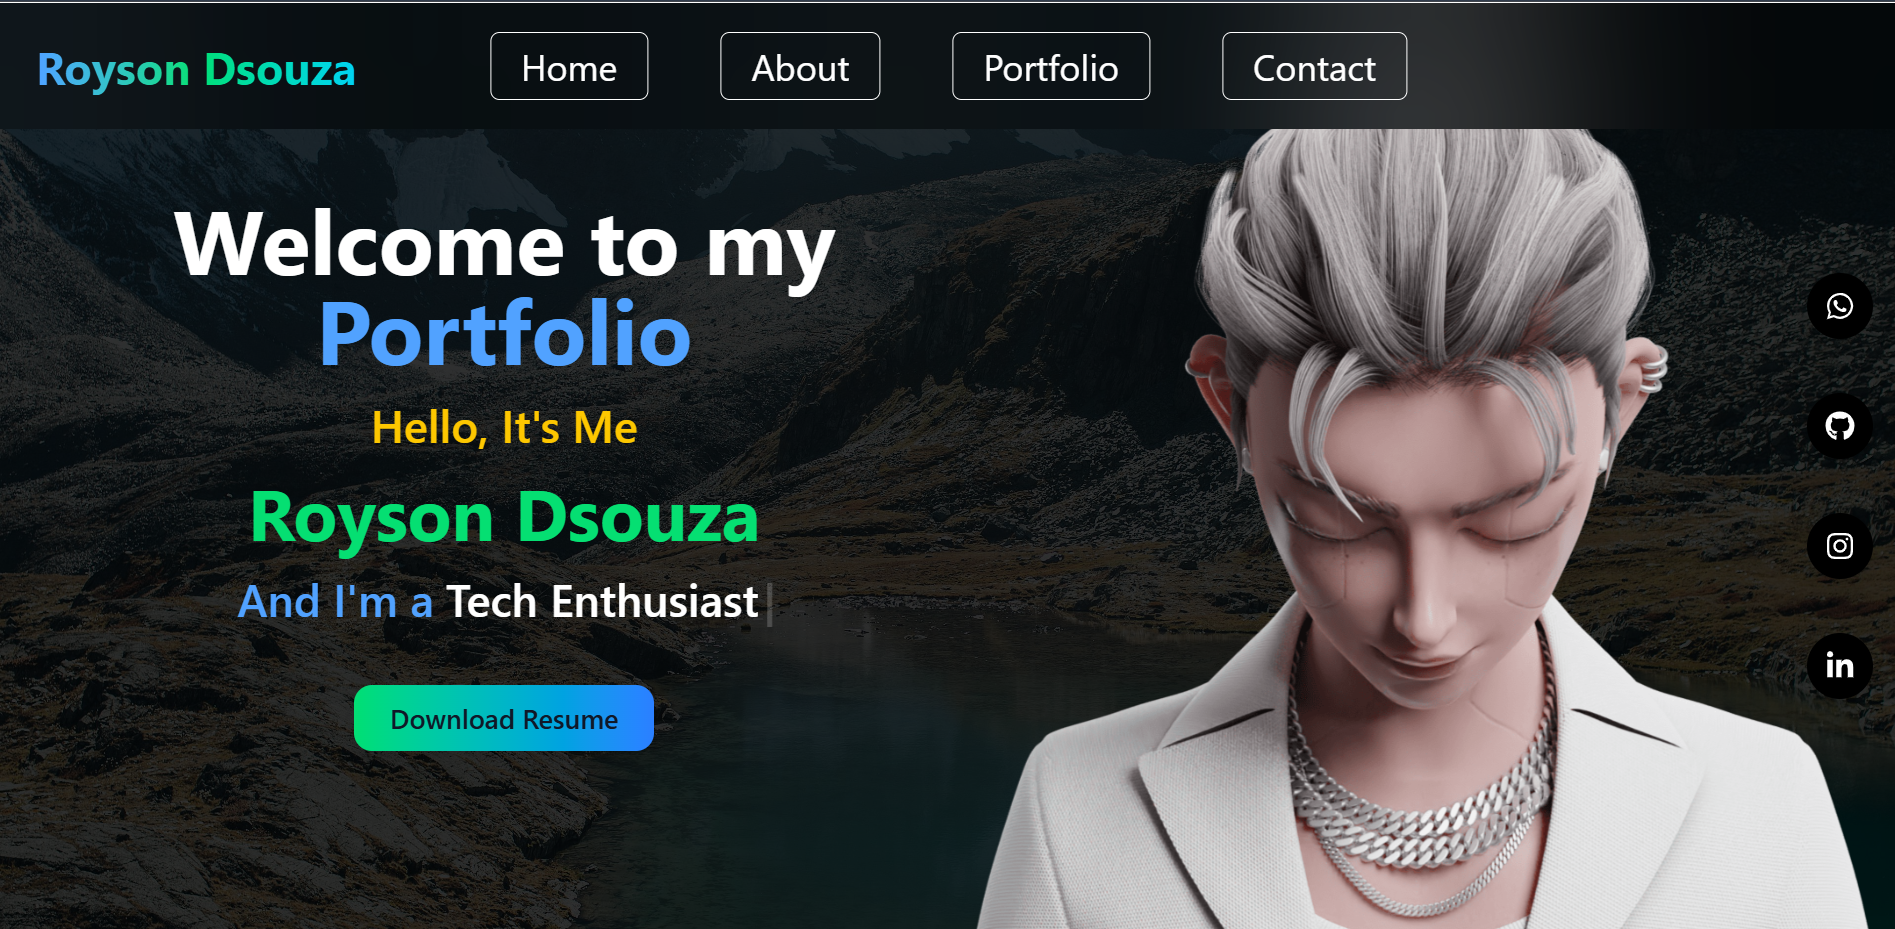 Royson Dsouza
Home
About
Portfolio
Contact
Welcome to my
Portfolio
Hello, It's Me
Royson Dsouza
And I'm a Tech Enthusiast
Download Resume